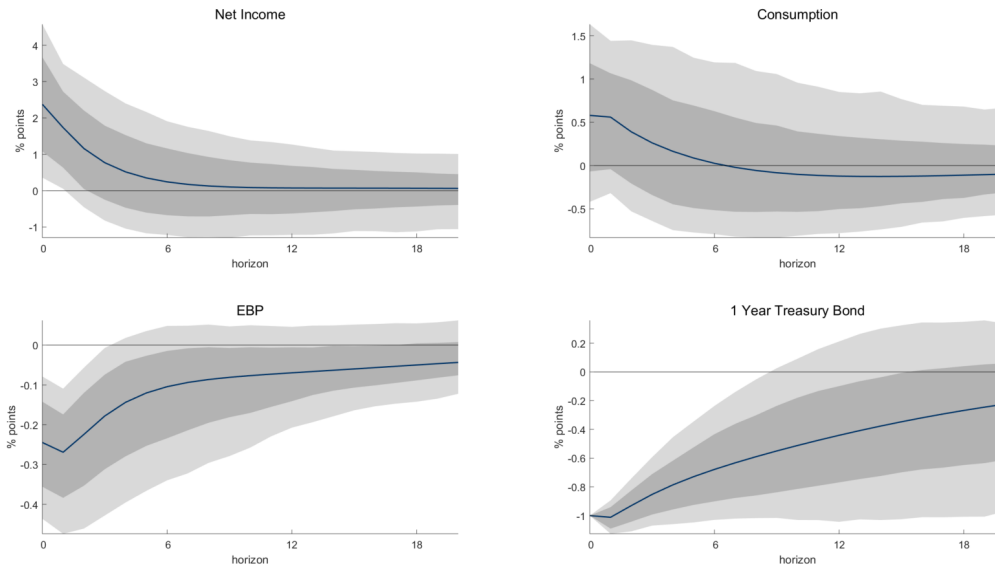 Net Income
% points
4
3
2
1
0
-1
0 6 12 18
horizon
Consumption
% points
1.5
1
0.5
0
-0.5
0 6 12 18
horizon
EBP
% points
0
-0.1
-0.2
-0.3
-0.4
0 6 12 18
horizon
1 Year Treasury Bond
% points
0.2
0
-0.2
-0.4
-0.6
-0.8
-1
0 6 12 18
horizon